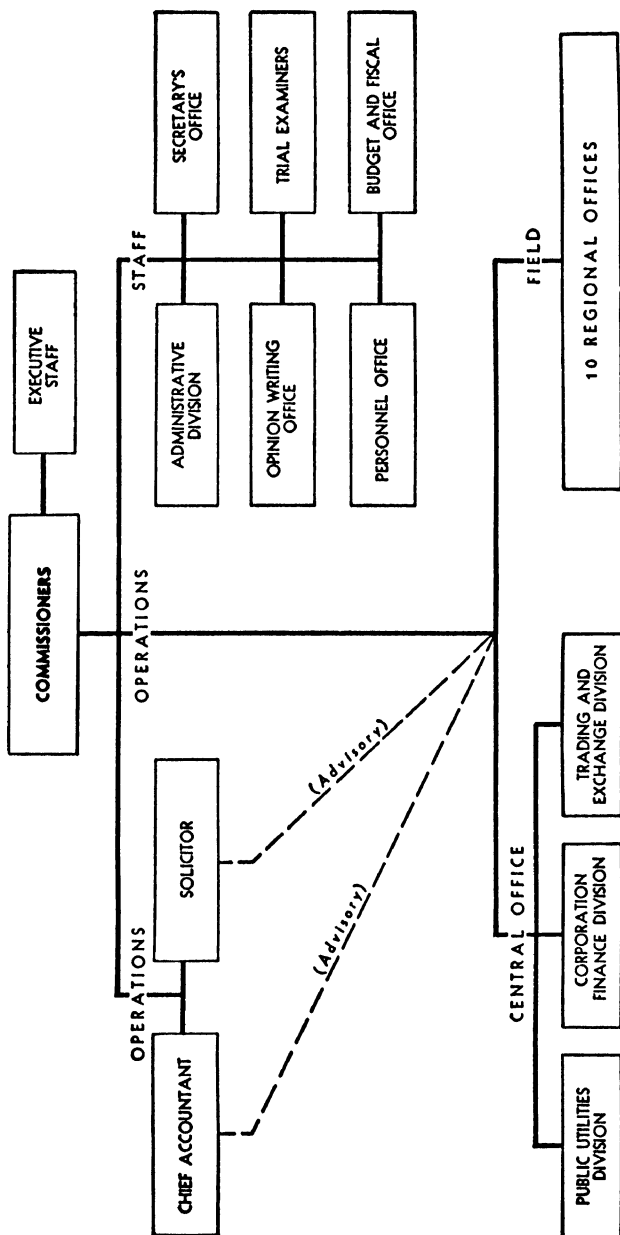 COMMISSIONERS
EXECUTIVE
STAFF
OPERATIONS
OPERATIONS
STAFF
CHIEF ACCOUNTANT
SOLICITOR
ADMINISTRATIVE
DIVISION
SECRETARY'S
OFFICE
OPINION WRITING
OFFICE
TRIAL EXAMINERS
PERSONNEL OFFICE
BUDGET AND FISCAL
OFFICE
(Advisory)
(Advisory)
CENTRAL OFFICE
FIELD
PUBLIC UTILITIES
DIVISION
CORPORATION
FINANCE DIVISION
TRADING AND
EXCHANGE DIVISION
10 REGIONAL OFFICES